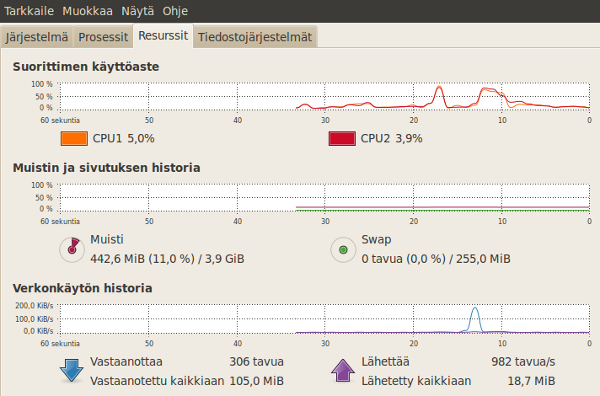 Tarkkaile Muokkaa Näytä Ohje
Järjestelmä Prosessit Resurssit Tiedostojärjestelmät
Suorittimen käyttöaste
100 %
50 %
0 %
60 sekuntia 50 40 30 20 10 0
CPU1 5,0% CPU2 3,9%
Muistin ja sivutuksen historia
100 %
50 %
0 %
60 sekuntia 50 40 30 20 10 0
Muisti Swap
442,6 MiB (11,0 %) / 3,9 GiB 0 tavua (0,0 %) / 255,0 MiB
Verkonkäytön historia
200,0 KiB/s
100,0 KiB/s
0,0 KiB/s
60 sekuntia 50 40 30 20 10 0
Vastaanottaa 306 tavua Lähettää 982 tavua/s
Vastaanotettu kaikkiaan 105,0 MiB Lähetetty kaikkiaan 18,7 MiB